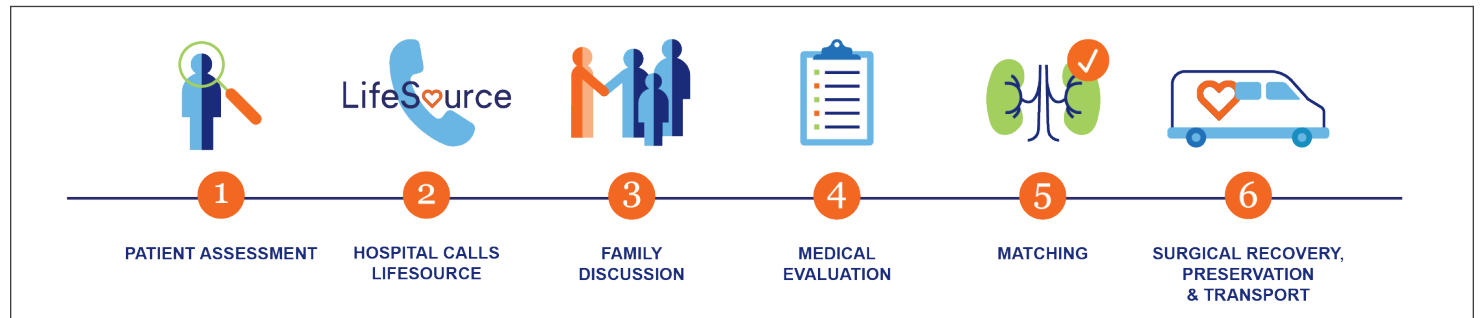 LifeSource
1
2
3
4
5
6
PATIENT ASSESSMENT
HOSPITAL CALLS
LIFESOURCE
FAMILY
DISCUSSION
MEDICAL
EVALUATION
MATCHING
SURGICAL RECOVERY,
PRESERVATION
& TRANSPORT